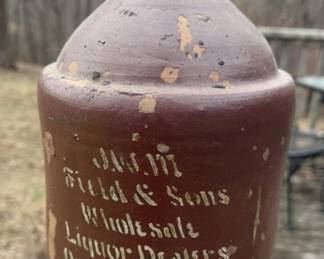 J.W.M
Field & Sons
Wholesale
Liquor Dealers